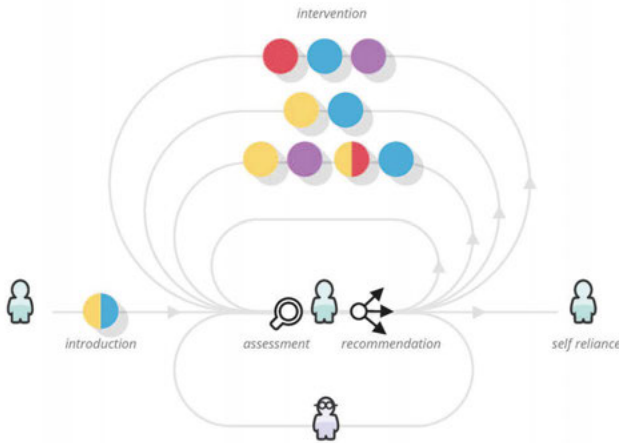 intervention
introduction
assessment
recommendation
self reliance